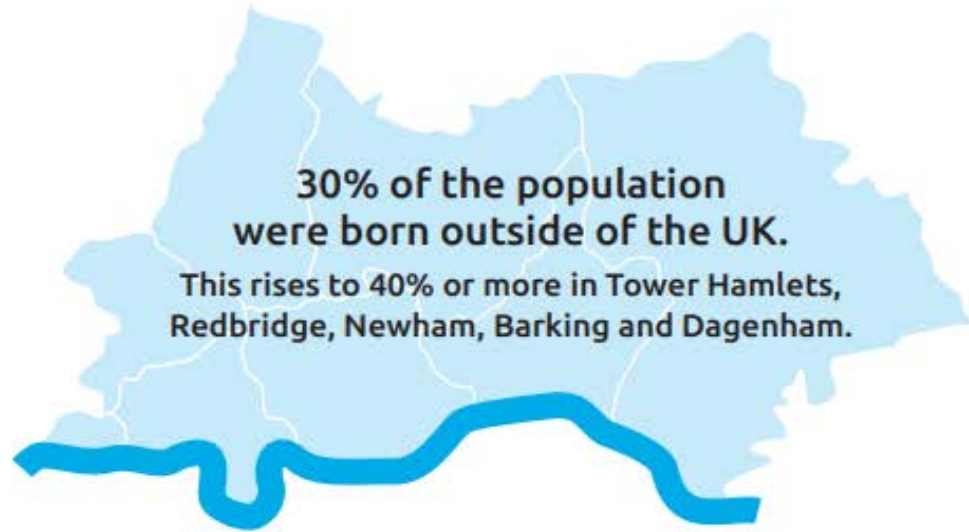 30% of the population
were born outside of the UK.
This rises to 40% or more in Tower Hamlets,
Redbridge, Newham, Barking and Dagenham.